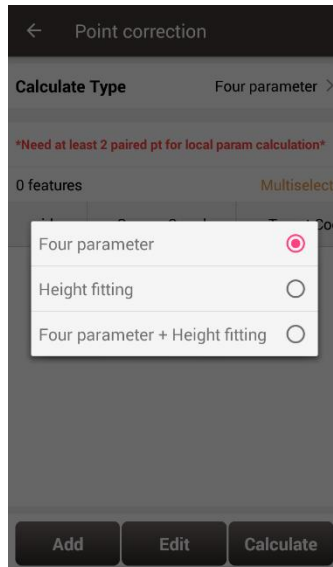 Point correction
Calculate Type Four parameter
*Need at least 2 paired pt for local param calculation*
0 features Multiselect
Four parameter
Height fitting
Four parameter + Height fitting
Add Edit Calculate